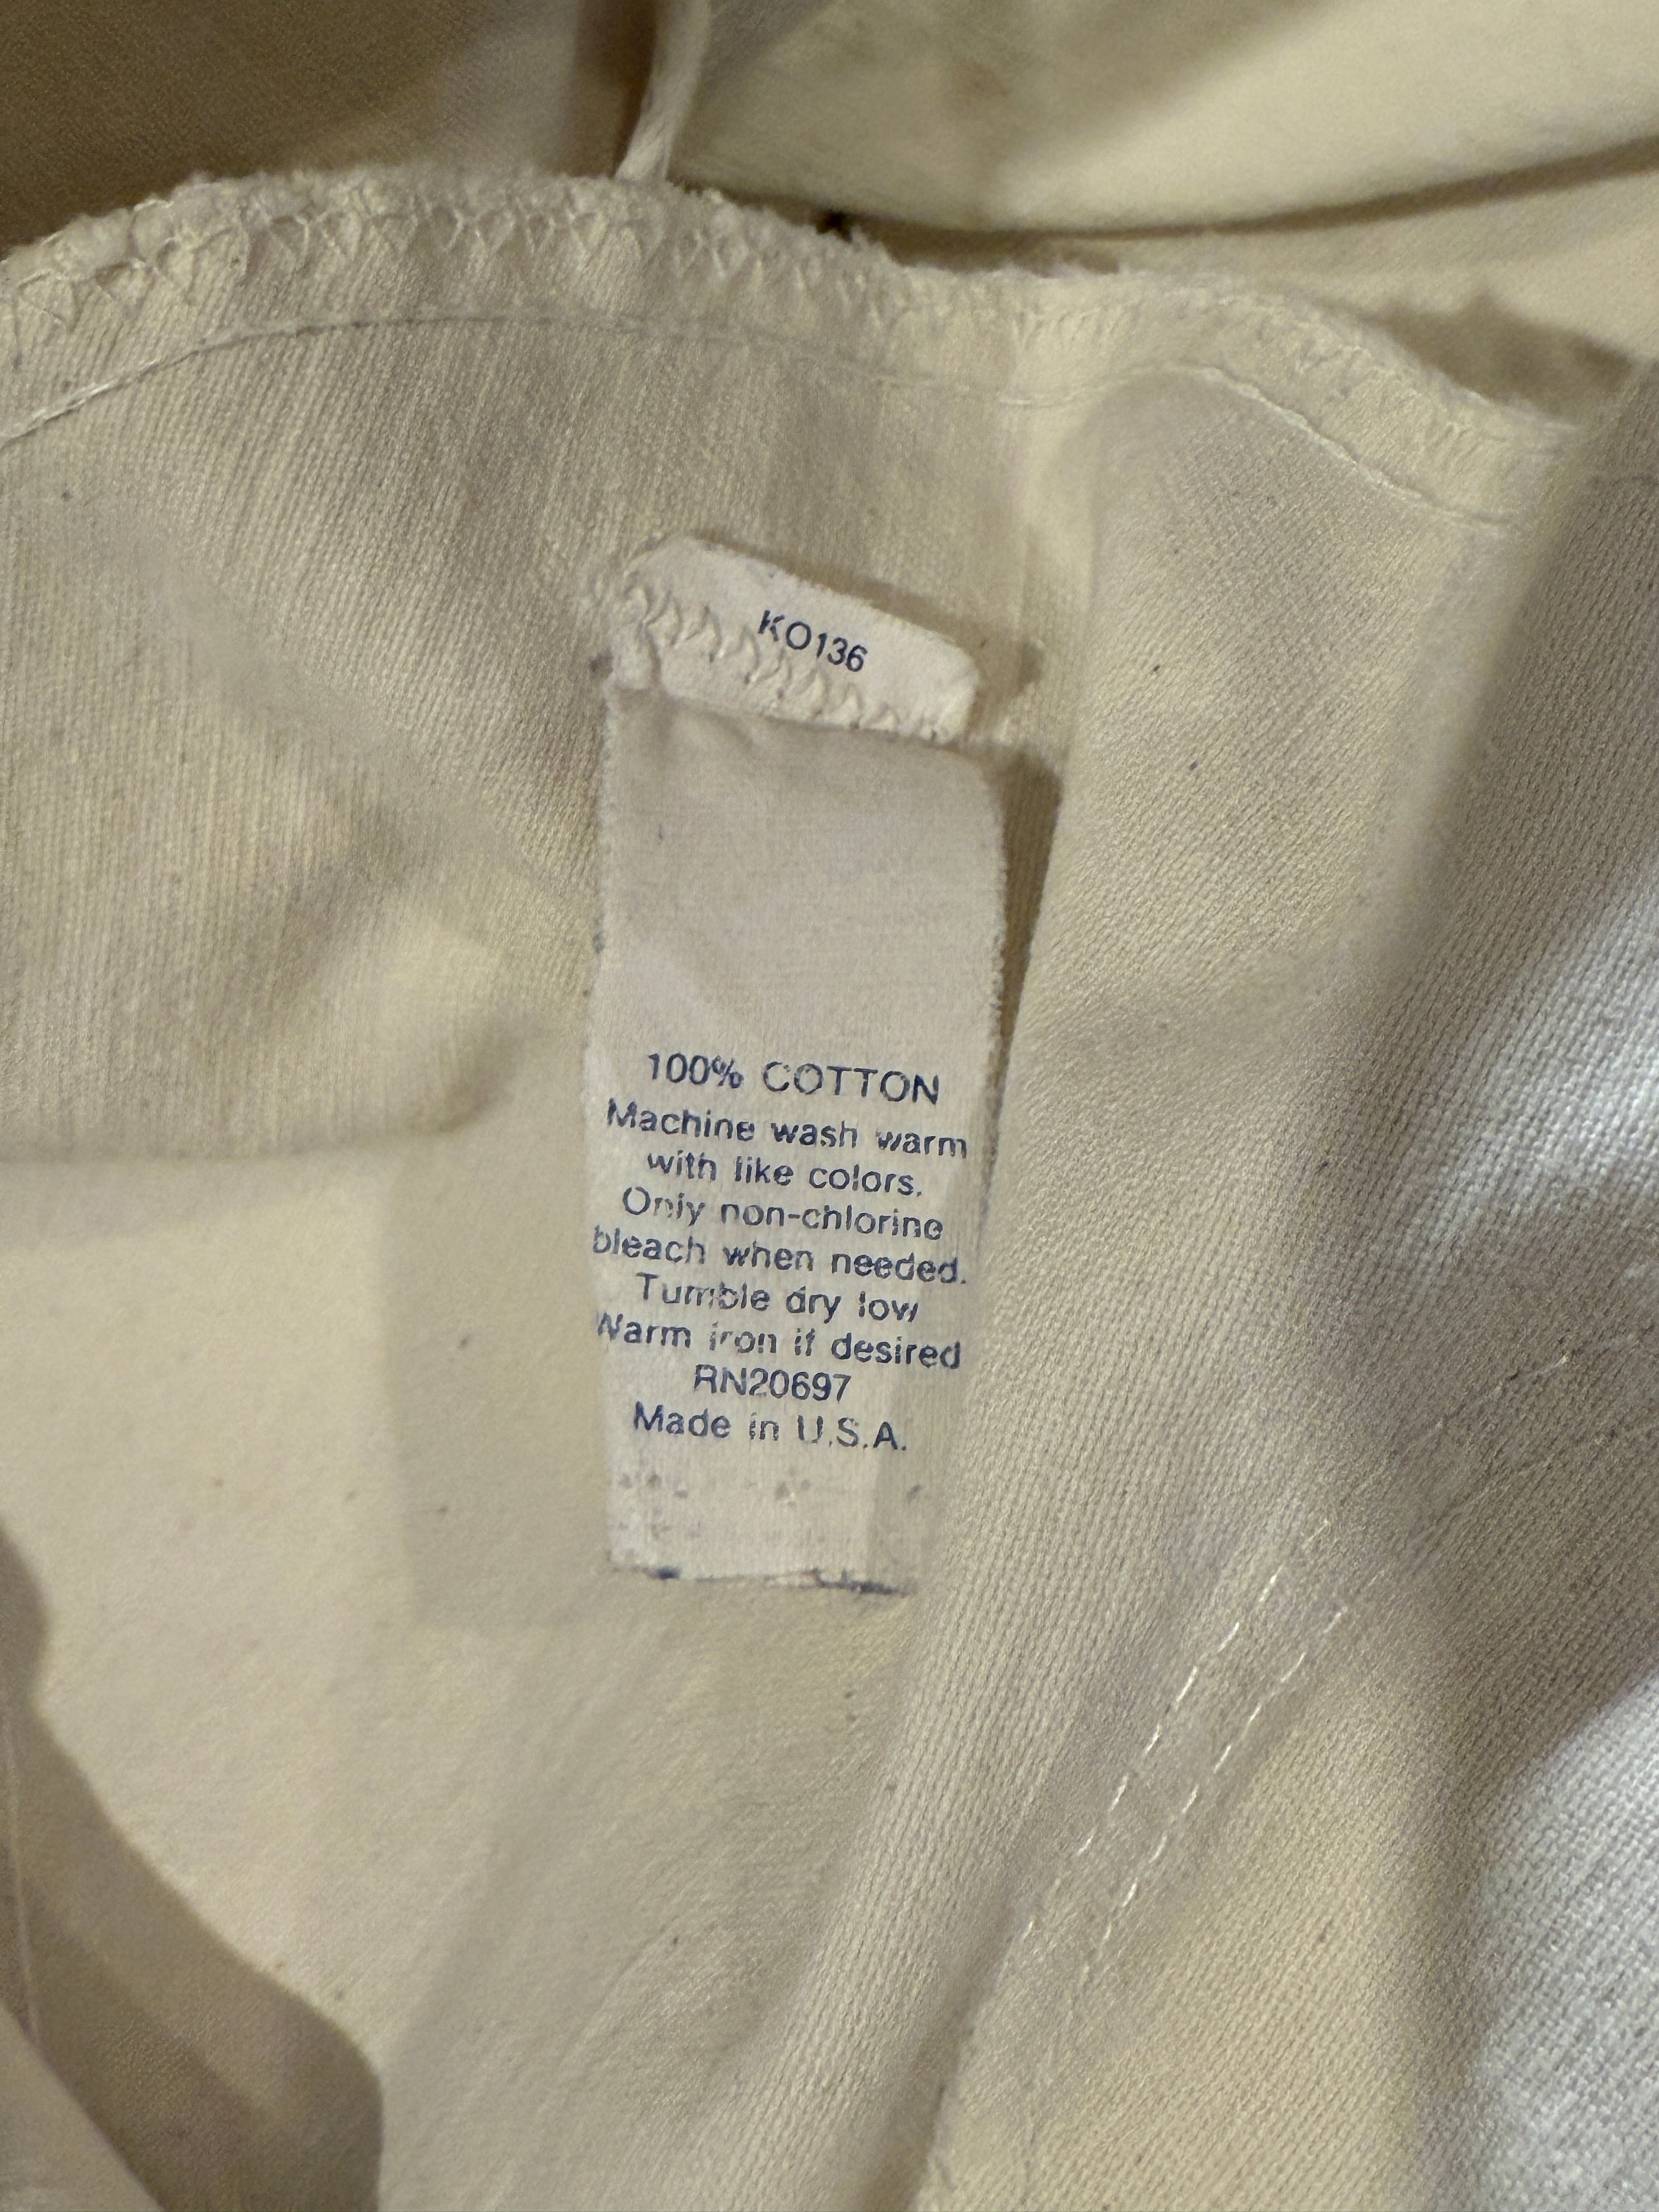 KO136
100% COTTON
Machine wash warm
with like colors.
Only non-chlorine
bleach when needed.
Tumble dry low
Warm iron if desired
RN20697
Made in U.S.A.